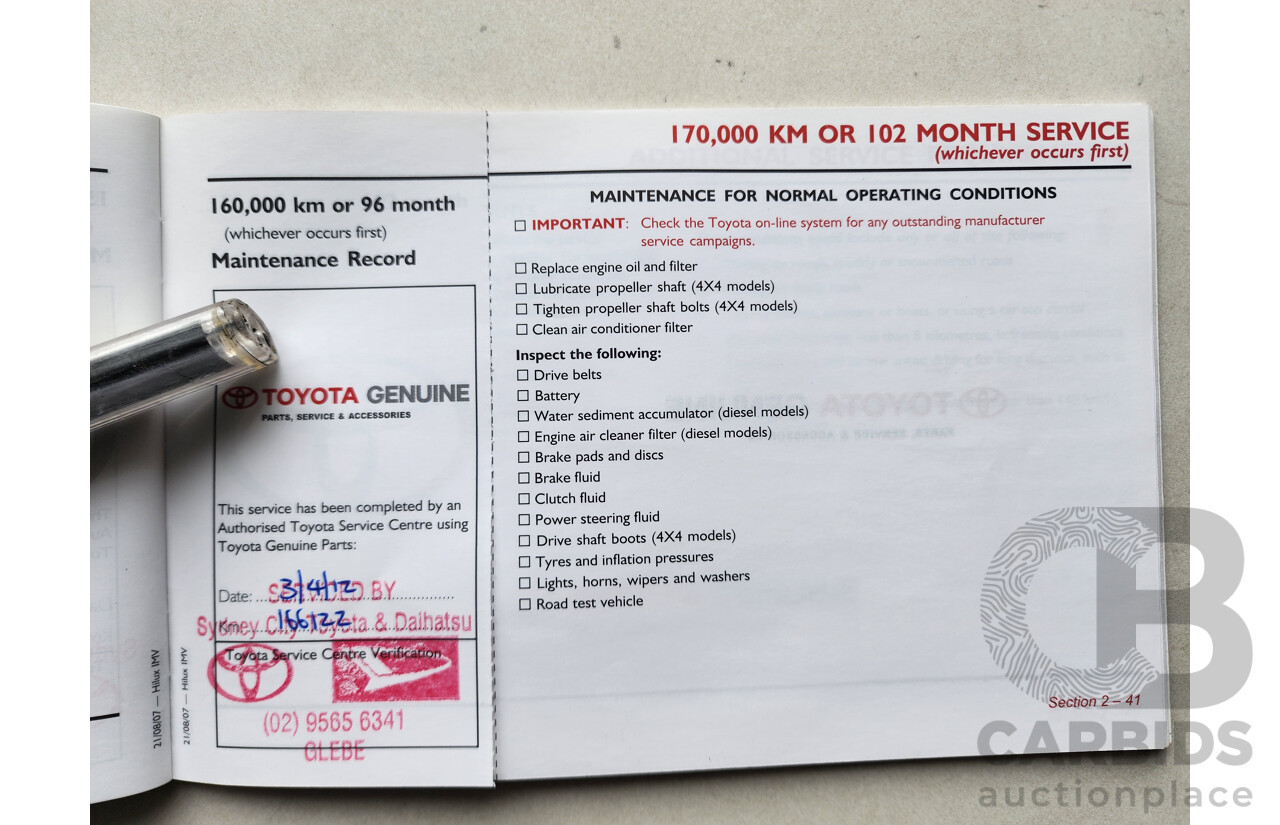 160,000 km or 96 month
(whichever occurs first)
Maintenance Record
TOYOTA GENUINE
PARTS, SERVICE & ACCESSORIES
This service has been completed by an
Authorised Toyota Service Centre using
Toyota Genuine Parts:
Date: 3/4/12
SERVICED BY
Km: 166722
Sydney City Toyota & Daihatsu
Toyota Service Centre Verification
(02) 9565 6341
GLEBE
21/08/07 — Hilux IMV
21/08/07 — Hilux IMV
170,000 KM OR 102 MONTH SERVICE
(whichever occurs first)
MAINTENANCE FOR NORMAL OPERATING CONDITIONS
IMPORTANT: Check the Toyota on-line system for any outstanding manufacturer
service campaigns.
Replace engine oil and filter
Lubricate propeller shaft (4X4 models)
Tighten propeller shaft bolts (4X4 models)
Clean air conditioner filter
Inspect the following:
Drive belts
Battery
Water sediment accumulator (diesel models)
Engine air cleaner filter (diesel models)
Brake pads and discs
Brake fluid
Clutch fluid
Power steering fluid
Drive shaft boots (4X4 models)
Tyres and inflation pressures
Lights, horns, wipers and washers
Road test vehicle
Section 2 – 41
CARBIDS
auctionplace